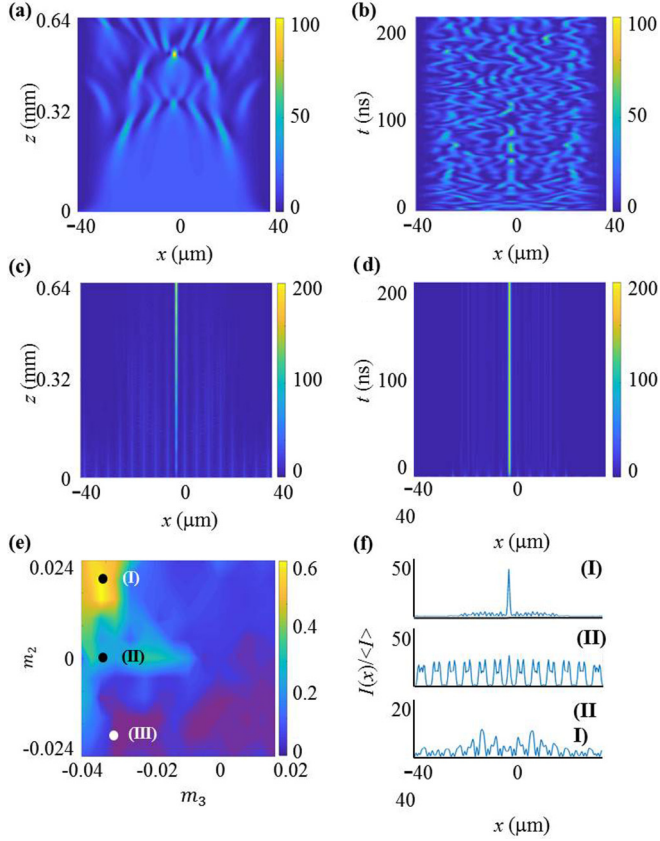 (a)
(b)
0.64
0.32
0
z (mm)
100
50
0
−40
0
40
x (μm)
200
100
0
t (ns)
100
50
0
−40
0
40
x (μm)
(c)
(d)
0.64
0.32
0
z (mm)
200
100
0
−40
0
40
x (μm)
200
100
0
t (ns)
200
100
0
−40
0
40
x (μm)
(e)
(f)
0.024
0
-0.024
m2
(I)
(II)
(III)
0.6
0.4
0.2
0
-0.04
-0.02
0
0.02
m3
I(x)/<I>
50
(I)
50
(II)
20
(II
I)
−40
0
40
x (μm)